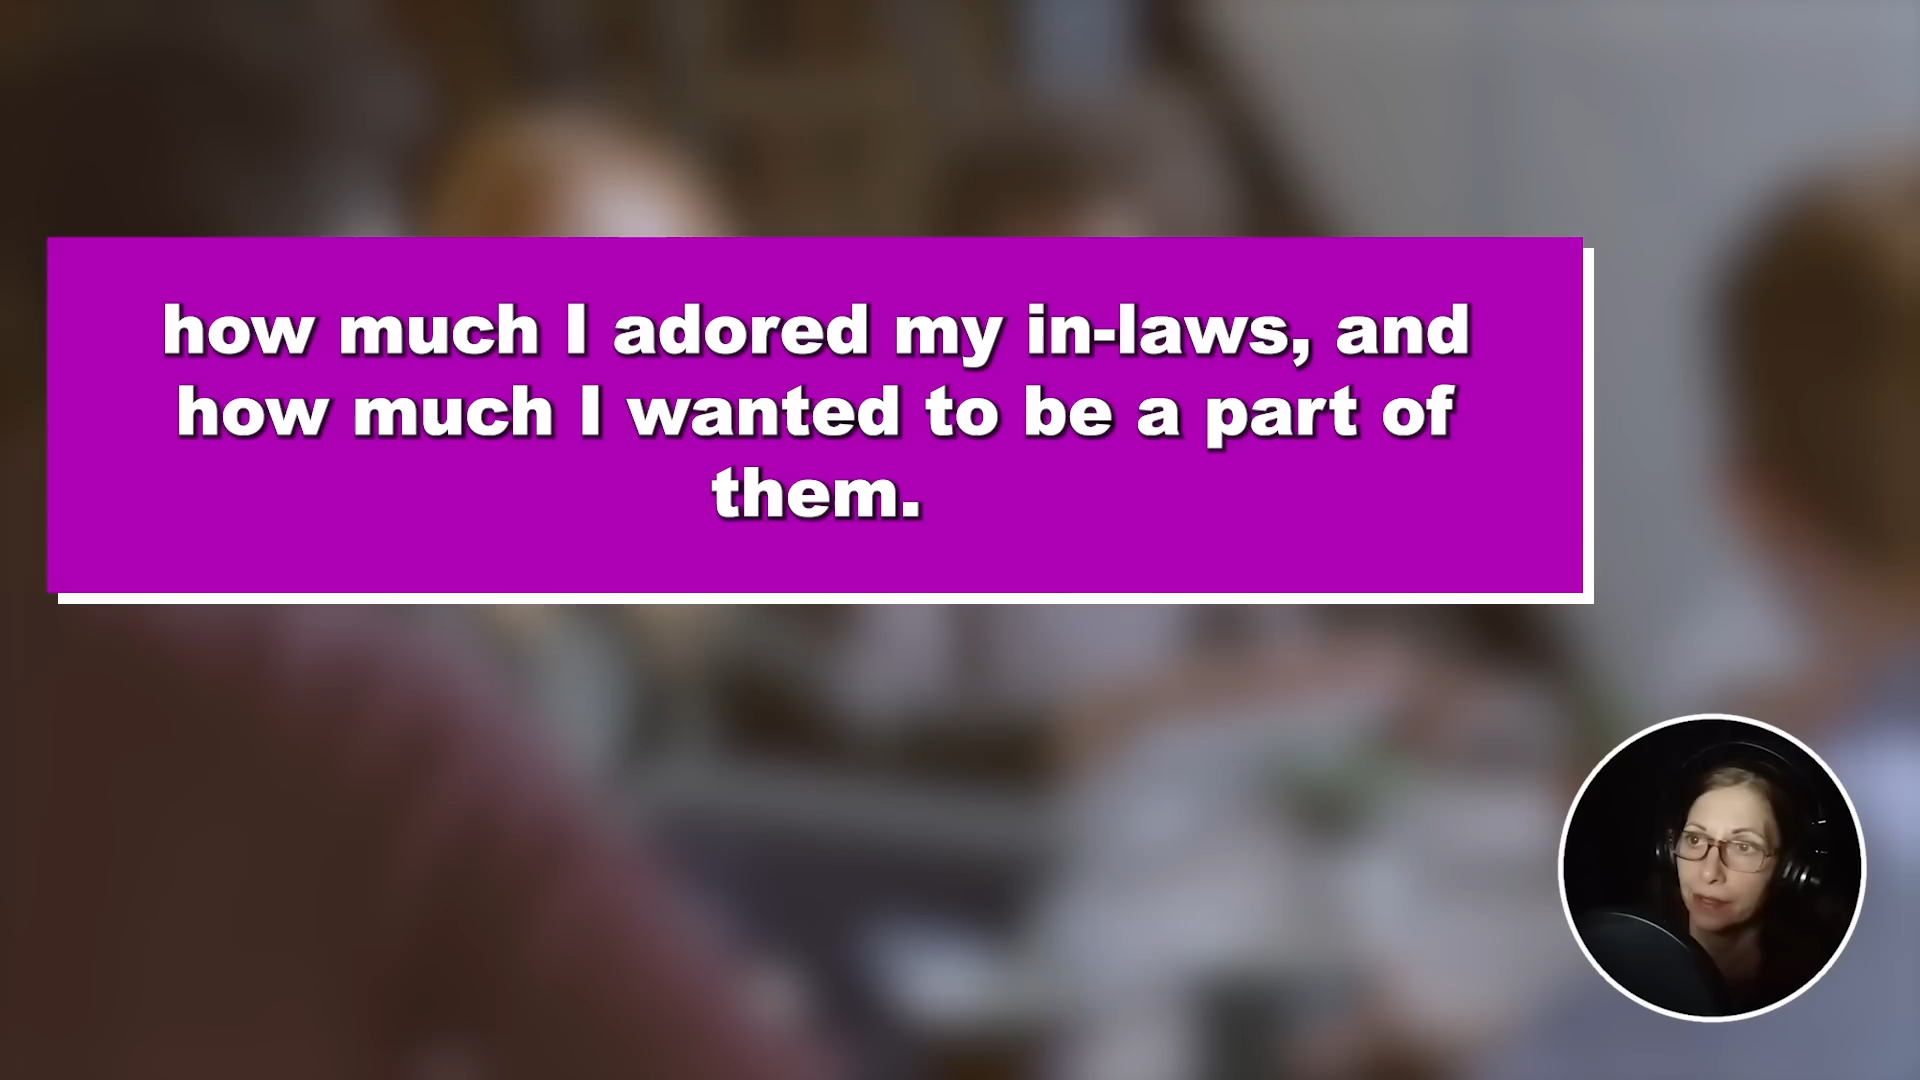 how much I adored my in-laws, and
how much I wanted to be a part of
them.